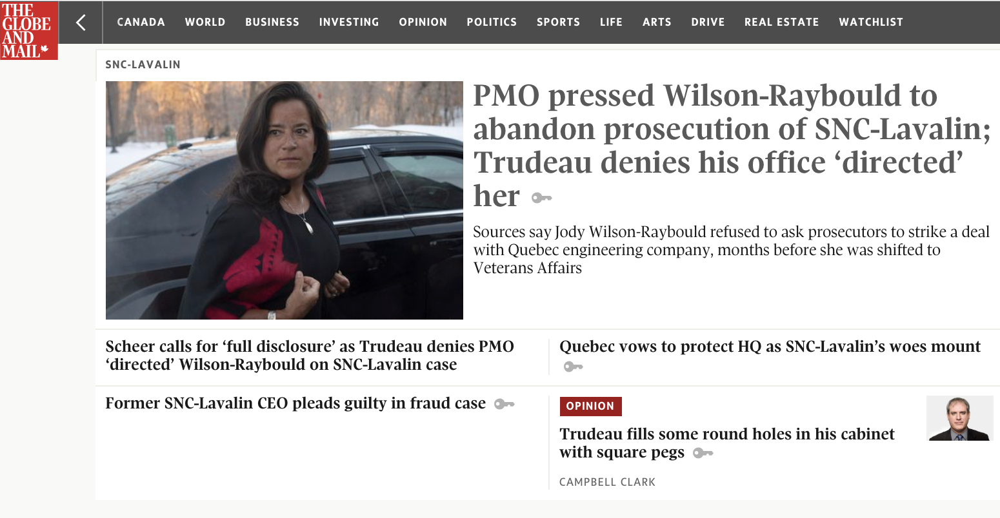 THE
GLOBE
AND
MAIL
CANADA WORLD BUSINESS INVESTING OPINION POLITICS SPORTS LIFE ARTS DRIVE REAL ESTATE WATCHLIST
SNC-LAVALIN
PMO pressed Wilson-Raybould to
abandon prosecution of SNC-Lavalin;
Trudeau denies his office ‘directed’
her
Sources say Jody Wilson-Raybould refused to ask prosecutors to strike a deal
with Quebec engineering company, months before she was shifted to
Veterans Affairs
Scheer calls for ‘full disclosure’ as Trudeau denies PMO
‘directed’ Wilson-Raybould on SNC-Lavalin case
Quebec vows to protect HQ as SNC-Lavalin’s woes mount
Former SNC-Lavalin CEO pleads guilty in fraud case
OPINION
Trudeau fills some round holes in his cabinet
with square pegs
CAMPBELL CLARK